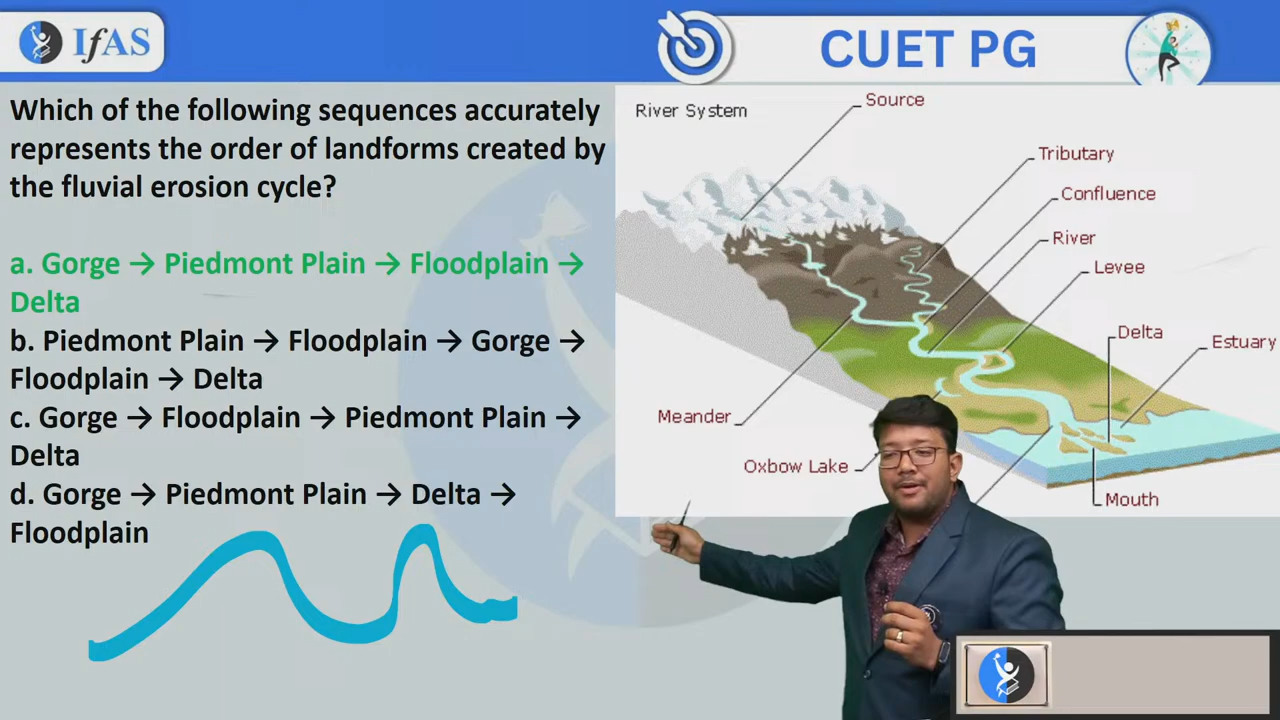 IfAS
CUET PG
Which of the following sequences accurately
represents the order of landforms created by
the fluvial erosion cycle?
a. Gorge → Piedmont Plain → Floodplain →
Delta
b. Piedmont Plain → Floodplain → Gorge →
Floodplain → Delta
c. Gorge → Floodplain → Piedmont Plain →
Delta
d. Gorge → Piedmont Plain → Delta →
Floodplain
River System
Source
Tributary
Confluence
River
Levee
Delta
Estuary
Meander
Oxbow Lake
Mouth